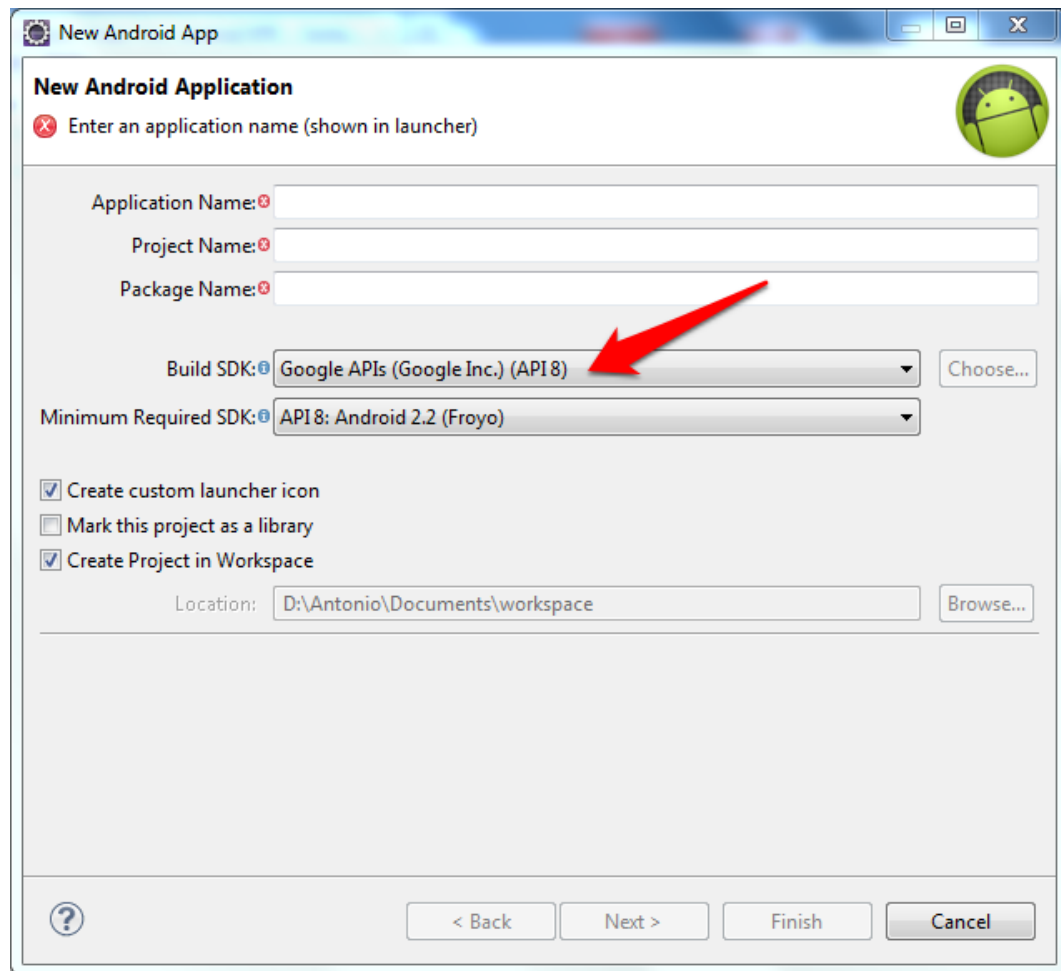 New Android App
New Android Application
Enter an application name (shown in launcher)
Application Name:
Project Name:
Package Name:
Build SDK: Google APIs (Google Inc.) (API 8) Choose...
Minimum Required SDK: API 8: Android 2.2 (Froyo)
Create custom launcher icon
Mark this project as a library
Create Project in Workspace
Location: D:\Antonio\Documents\workspace Browse...
? < Back Next > Finish Cancel